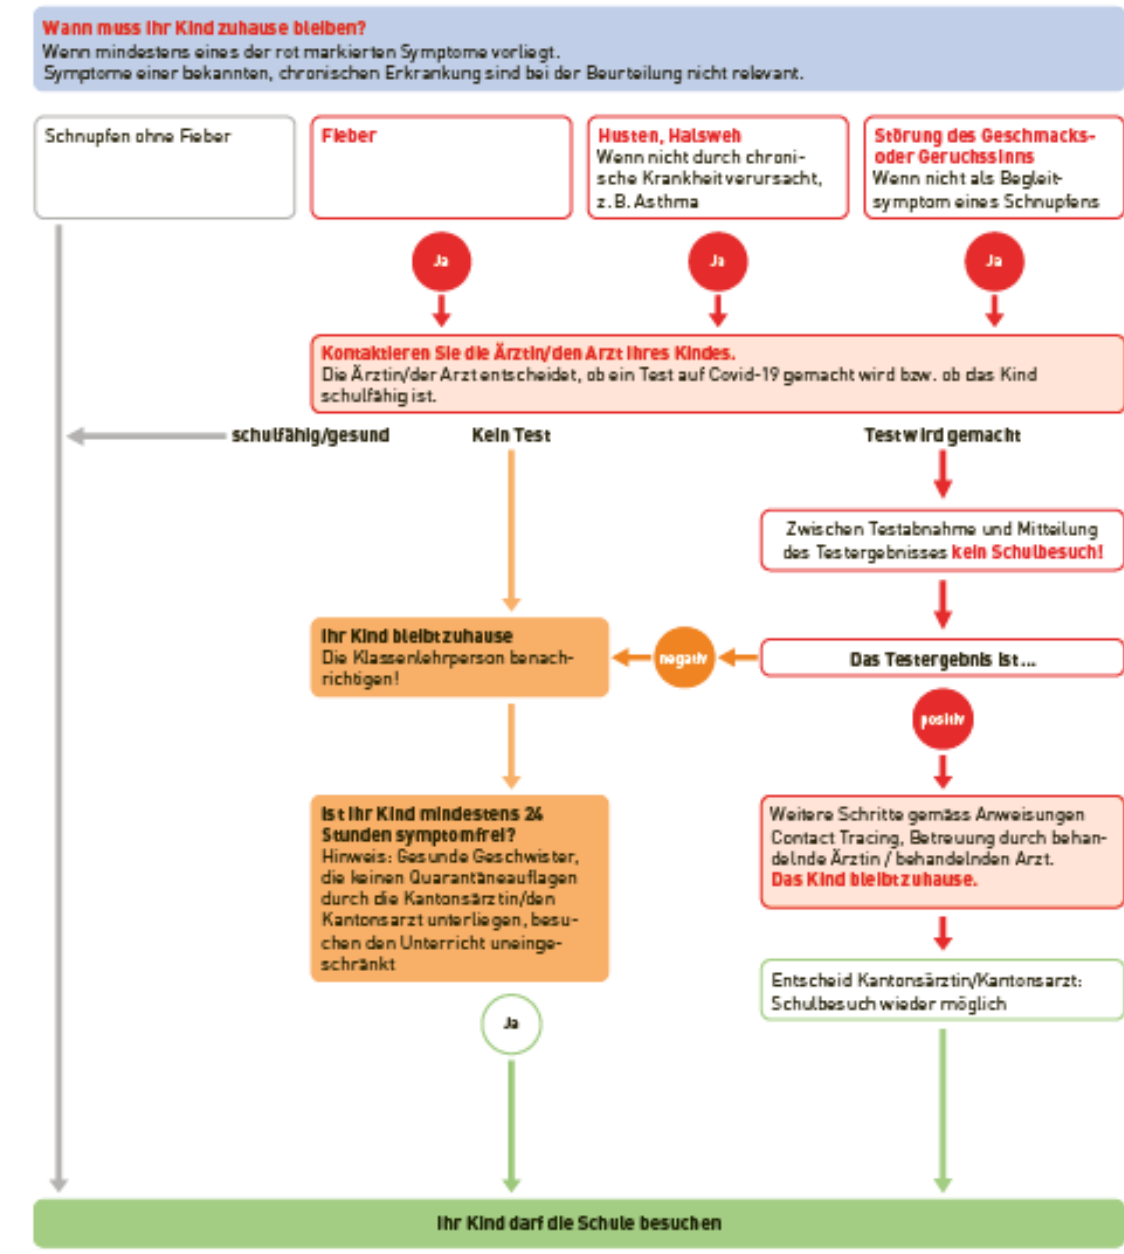 Wann muss Ihr Kind zuhause bleiben?
Wenn mindestens eines der rot markierten Symptome vorliegt.
Symptome einer bekannten, chronischen Erkrankung sind bei der Beurteilung nicht relevant.
Schnupfen ohne Fieber
Fieber
Husten, Halsweh
Wenn nicht durch chroni-
sche Krankheit verursacht,
z.B. Asthma
Störung des Geschmacks-
oder Geruchssinns
Wenn nicht als Begleit-
symptom eines Schnupfens
Ja
Ja
Ja
Kontaktieren Sie die Ärztin/den Arzt Ihres Kindes.
Die Ärztin/der Arzt entscheidet, ob ein Test auf Covid-19 gemacht wird bzw. ob das Kind
schulfähig ist.
schulfähig/gesund
Kein Test
Test wird gemacht
Zwischen Testabnahme und Mitteilung
des Testergebnisses kein Schulbesuch!
Ihr Kind bleibt zuhause
Die Klassenlehrperson benach-
richtigen!
negativ
Das Testergebnis ist...
positiv
Ist Ihr Kind mindestens 24
Stunden symptomfrei?
Hinweis: Gesunde Geschwister,
die keinen Quarantäneauflagen
durch die Kantonsärztin/den
Kantonsarzt unterliegen, besu-
chen den Unterricht uneinge-
schränkt
Weitere Schritte gemäss Anweisungen
Contact Tracing, Betreuung durch behan-
delnde Ärztin / behandelnden Arzt.
Das Kind bleibt zuhause.
Entscheid Kantonsärztin/Kantonsarzt:
Schulbesuch wieder möglich
Ja
Ihr Kind darf die Schule besuchen